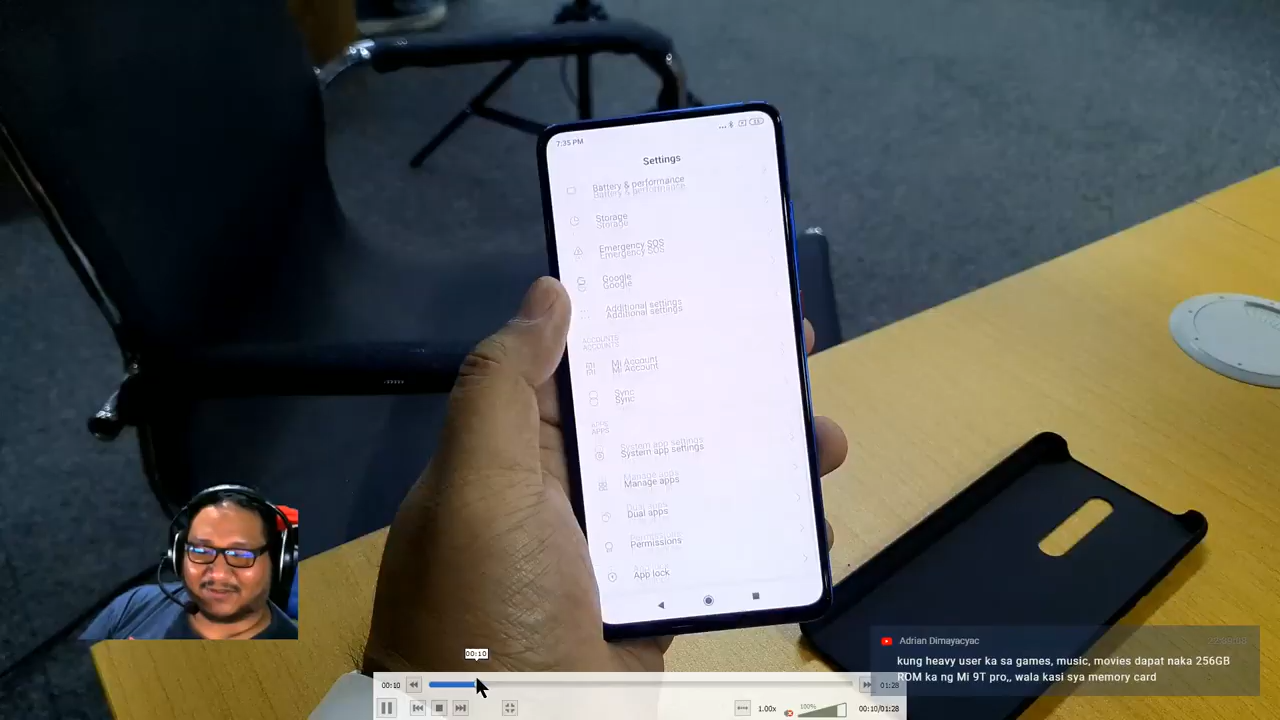 7:35 PM
Settings
Battery & performance
Storage
Emergency SOS
Google
Additional settings
ACCOUNTS
Mi Account
Sync
APPS
System app settings
Manage apps
Dual apps
Permissions
App lock
00:10
00:10
01:28
1.00x
100%
00:10/01:28
Adrian Dimayacyac
kung heavy user ka sa games, music, movies dapat naka 256GB
ROM ka ng Mi 9T pro,, wala kasi sya memory card